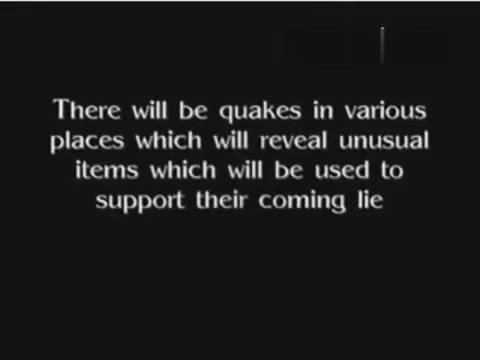 There will be quakes in various
places which will reveal unusual
items which will be used to
support their coming lie